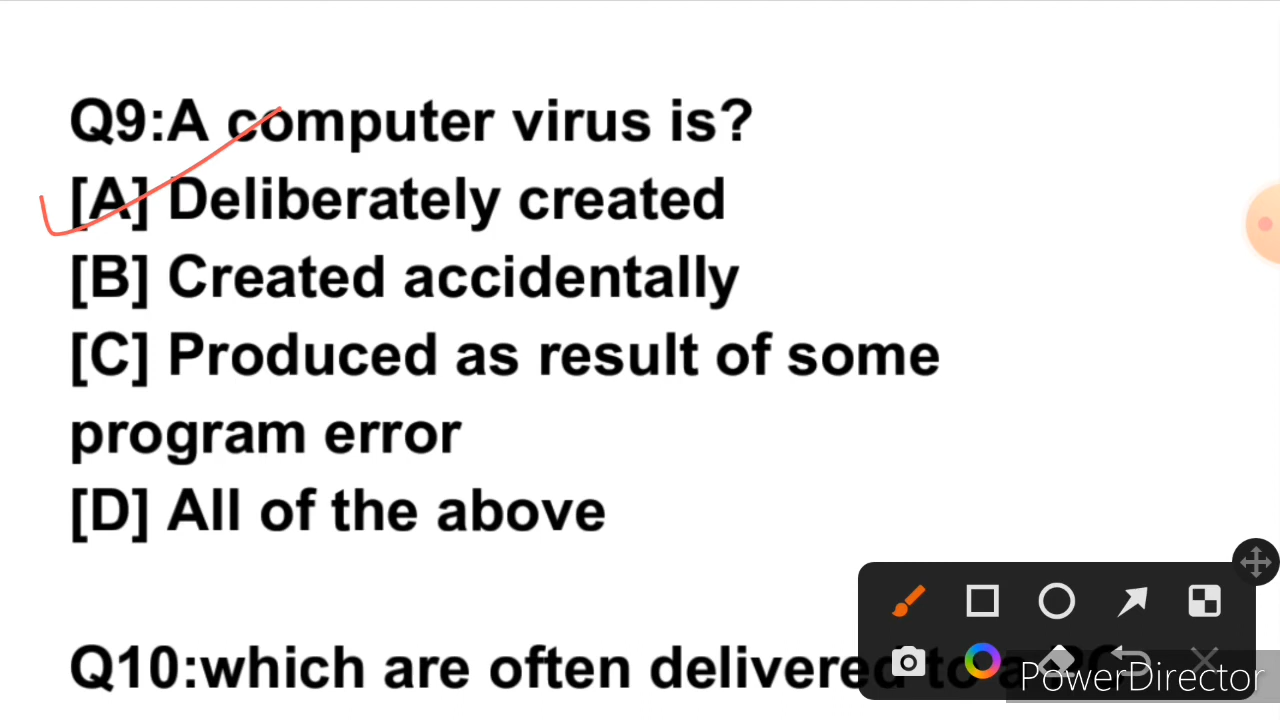 Q9:A computer virus is?
[A] Deliberately created
[B] Created accidentally
[C] Produced as result of some
program error
[D] All of the above
Q10:which are often delivered to a
PowerDirector